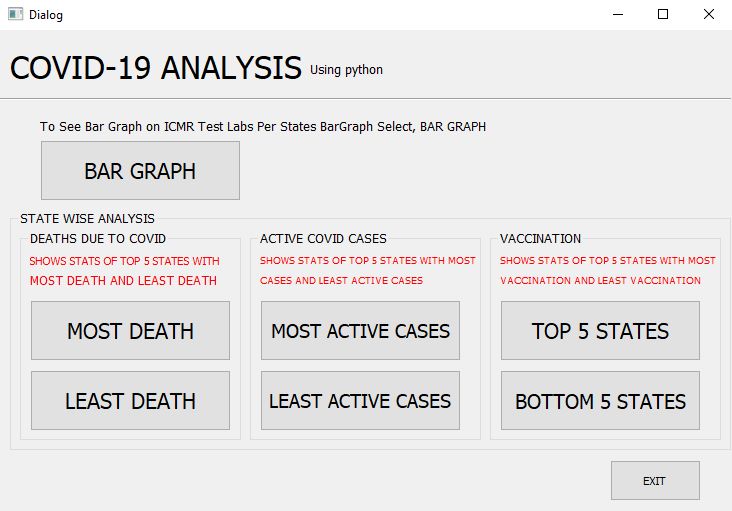 Dialog
COVID-19 ANALYSIS Using python
To See Bar Graph on ICMR Test Labs Per States BarGraph Select, BAR GRAPH
BAR GRAPH
STATE WISE ANALYSIS
DEATHS DUE TO COVID
SHOWS STATS OF TOP 5 STATES WITH
MOST DEATH AND LEAST DEATH
MOST DEATH
LEAST DEATH
ACTIVE COVID CASES
SHOWS STATS OF TOP 5 STATES WITH MOST
CASES AND LEAST ACTIVE CASES
MOST ACTIVE CASES
LEAST ACTIVE CASES
VACCINATION
SHOWS STATS OF TOP 5 STATES WITH MOST
VACCINATION AND LEAST VACCINATION
TOP 5 STATES
BOTTOM 5 STATES
EXIT